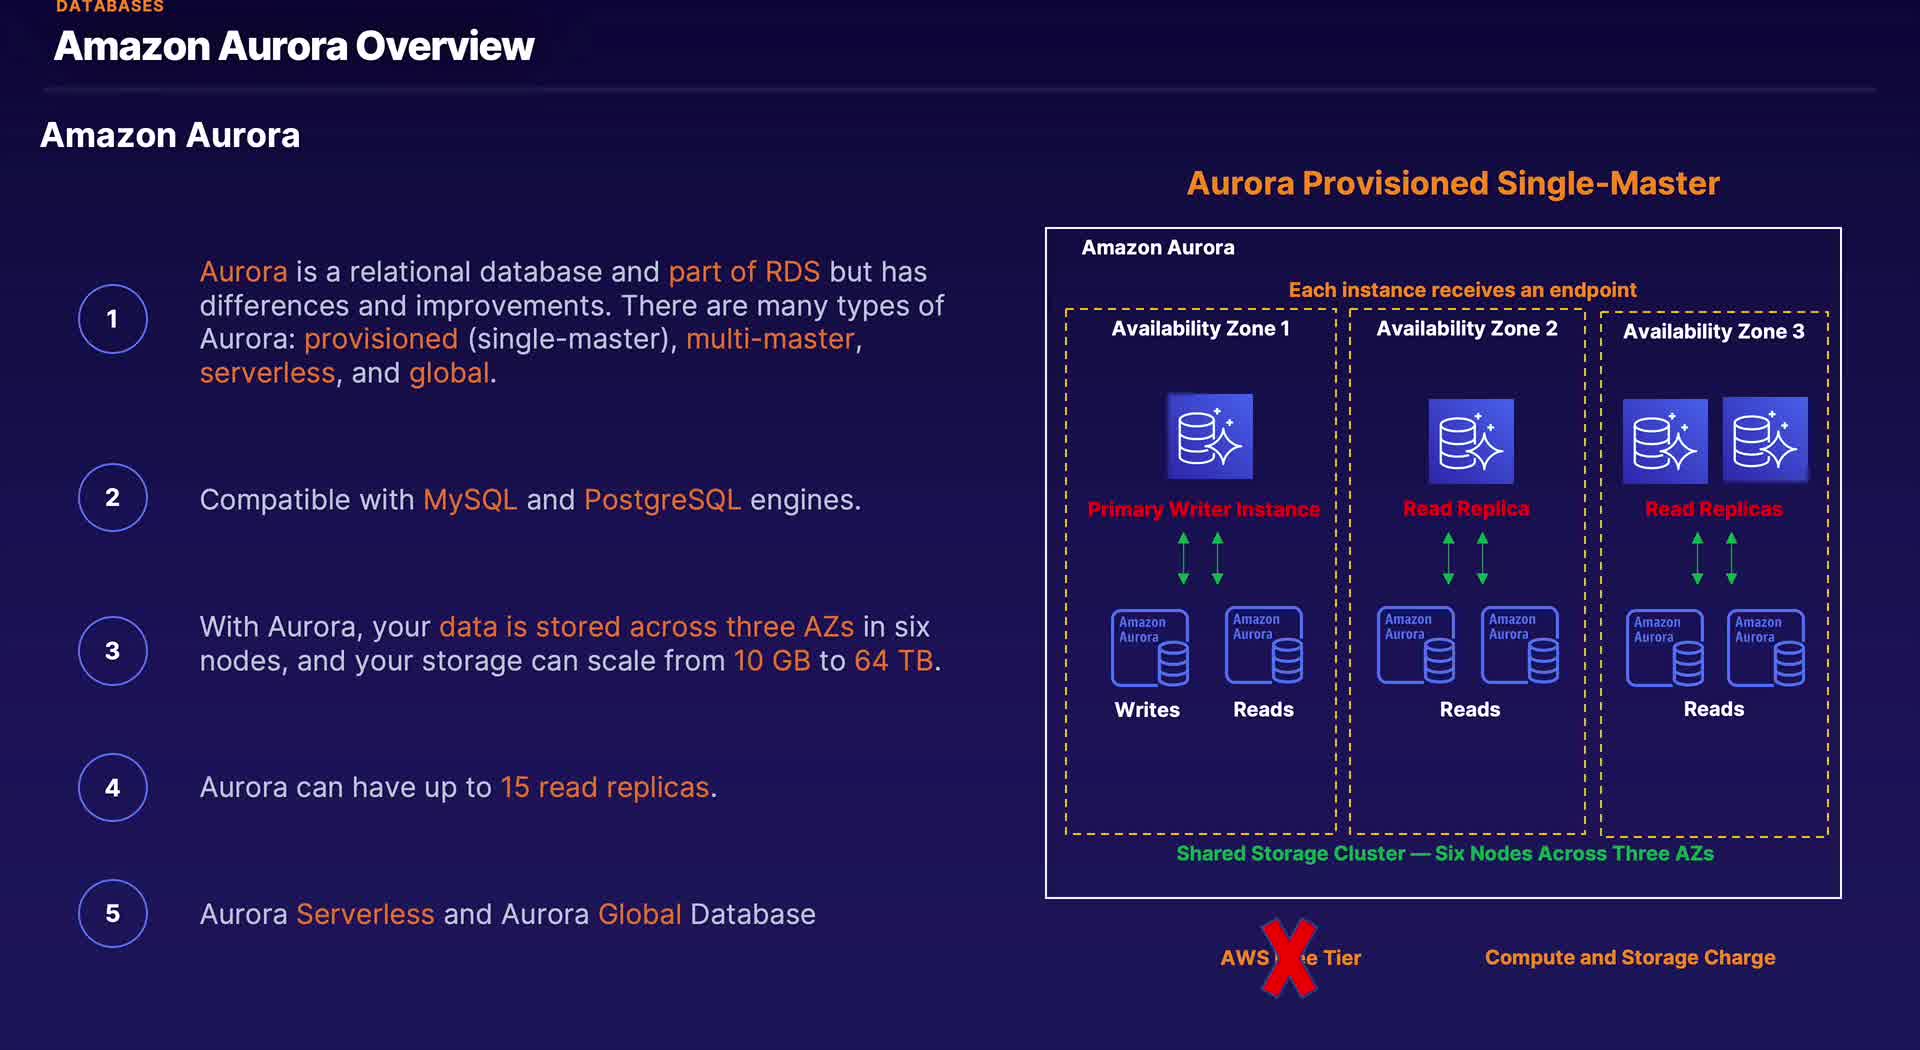 DATABASES
Amazon Aurora Overview
Amazon Aurora
Aurora is a relational database and part of RDS but has
differences and improvements. There are many types of
Aurora: provisioned (single-master), multi-master,
serverless, and global.
1
2
Compatible with MySQL and PostgreSQL engines.
3
With Aurora, your data is stored across three AZs in six
nodes, and your storage can scale from 10 GB to 64 TB.
4
Aurora can have up to 15 read replicas.
5
Aurora Serverless and Aurora Global Database
Aurora Provisioned Single-Master
Amazon Aurora
Each instance receives an endpoint
Availability Zone 1
Availability Zone 2
Availability Zone 3
Primary Writer Instance
Read Replica
Read Replicas
Amazon
Aurora
Amazon
Aurora
Amazon
Aurora
Amazon
Aurora
Amazon
Aurora
Amazon
Aurora
Writes
Reads
Reads
Reads
Shared Storage Cluster — Six Nodes Across Three AZs
AWS Tier
Compute and Storage Charge